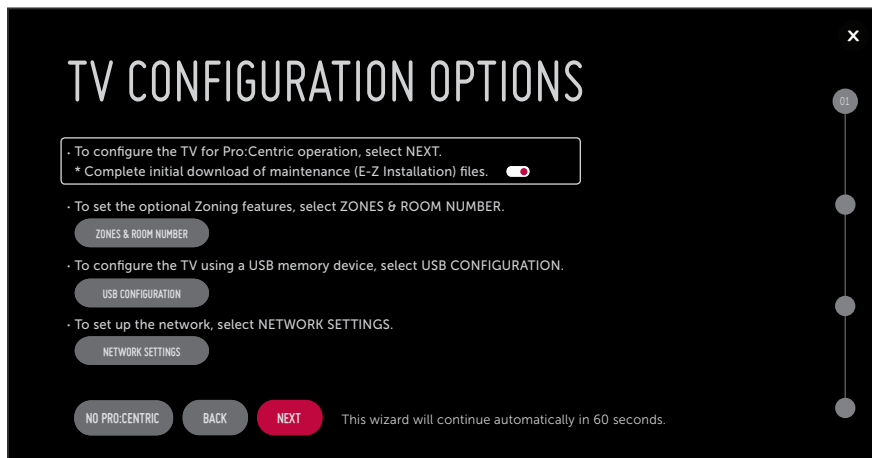 X
TV CONFIGURATION OPTIONS
01
· To configure the TV for Pro:Centric operation, select NEXT.
* Complete initial download of maintenance (E-Z Installation) files.
· To set the optional Zoning features, select ZONES & ROOM NUMBER.
ZONES & ROOM NUMBER
· To configure the TV using a USB memory device, select USB CONFIGURATION.
USB CONFIGURATION
· To set up the network, select NETWORK SETTINGS.
NETWORK SETTINGS
NO PRO:CENTRIC BACK NEXT This wizard will continue automatically in 60 seconds.